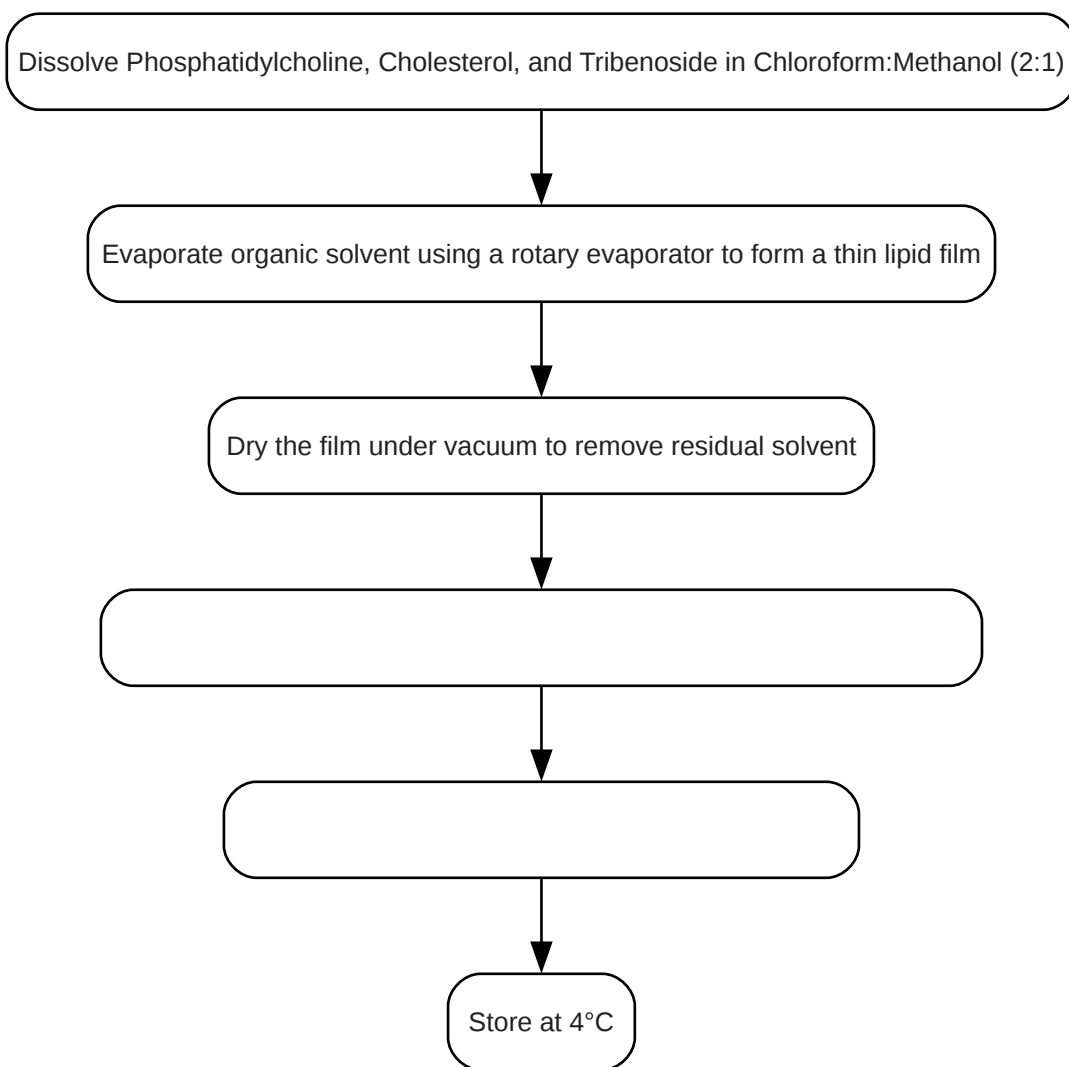 Dissolve Phosphatidylcholine, Cholesterol, and Tribenoside in Chloroform:Methanol (2:1)
Evaporate organic solvent using a rotary evaporator to form a thin lipid film
Dry the film under vacuum to remove residual solvent
Store at 4°C